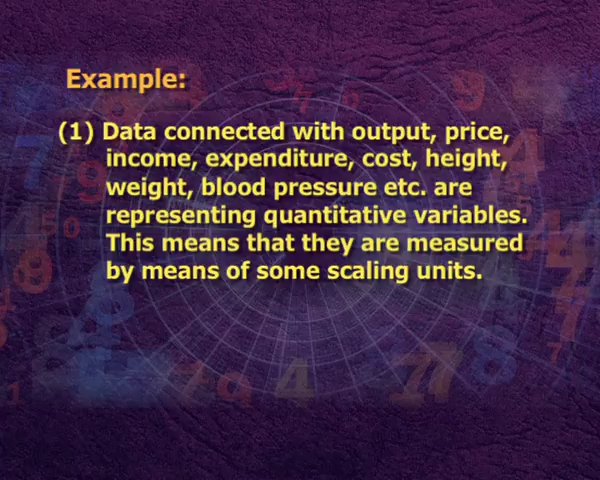 Example:
(1) Data connected with output, price,
income, expenditure, cost, height,
weight, blood pressure etc. are
representing quantitative variables.
This means that they are measured
by means of some scaling units.